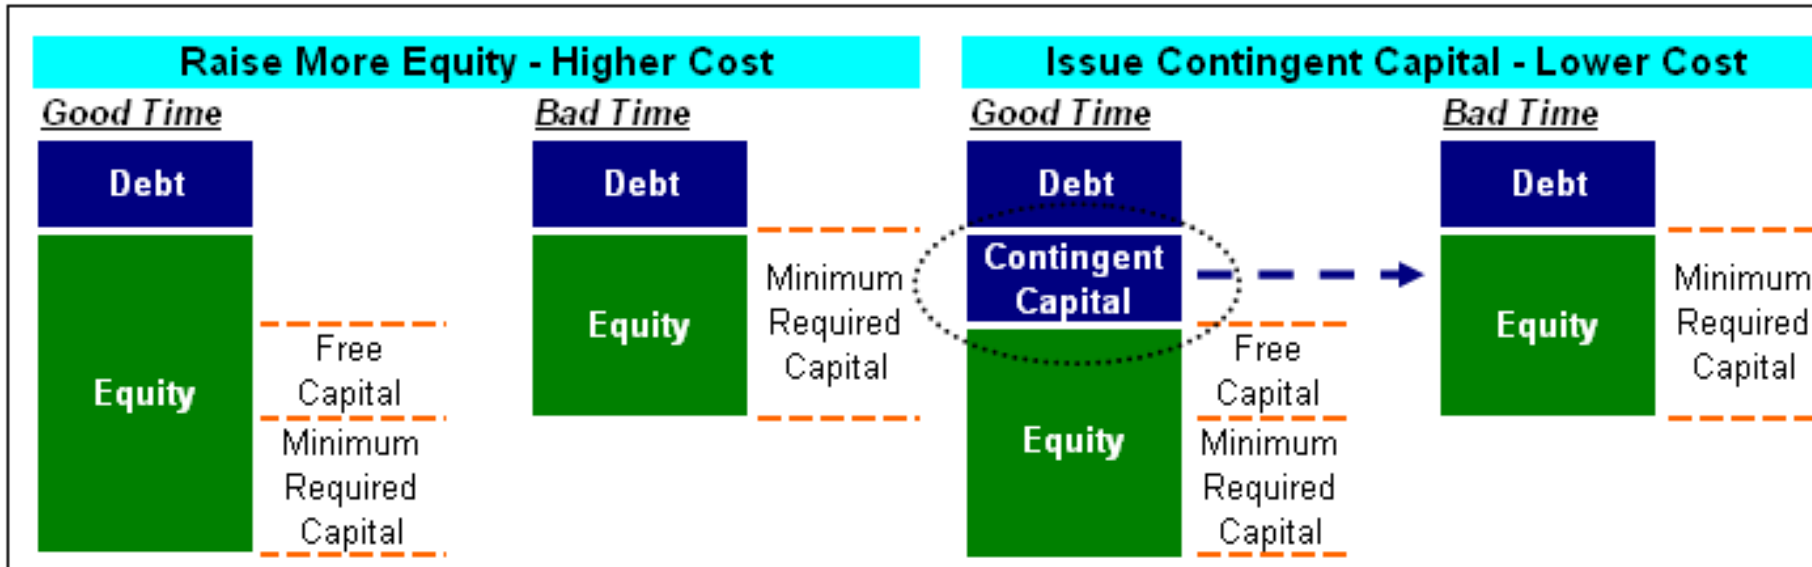 Raise More Equity - Higher Cost
Good Time
Debt
Equity
Free
Capital
Minimum
Required
Capital
Bad Time
Debt
Equity
Minimum
Required
Capital
Issue Contingent Capital - Lower Cost
Good Time
Debt
Contingent
Capital
Equity
Free
Capital
Minimum
Required
Capital
Bad Time
Debt
Equity
Minimum
Required
Capital